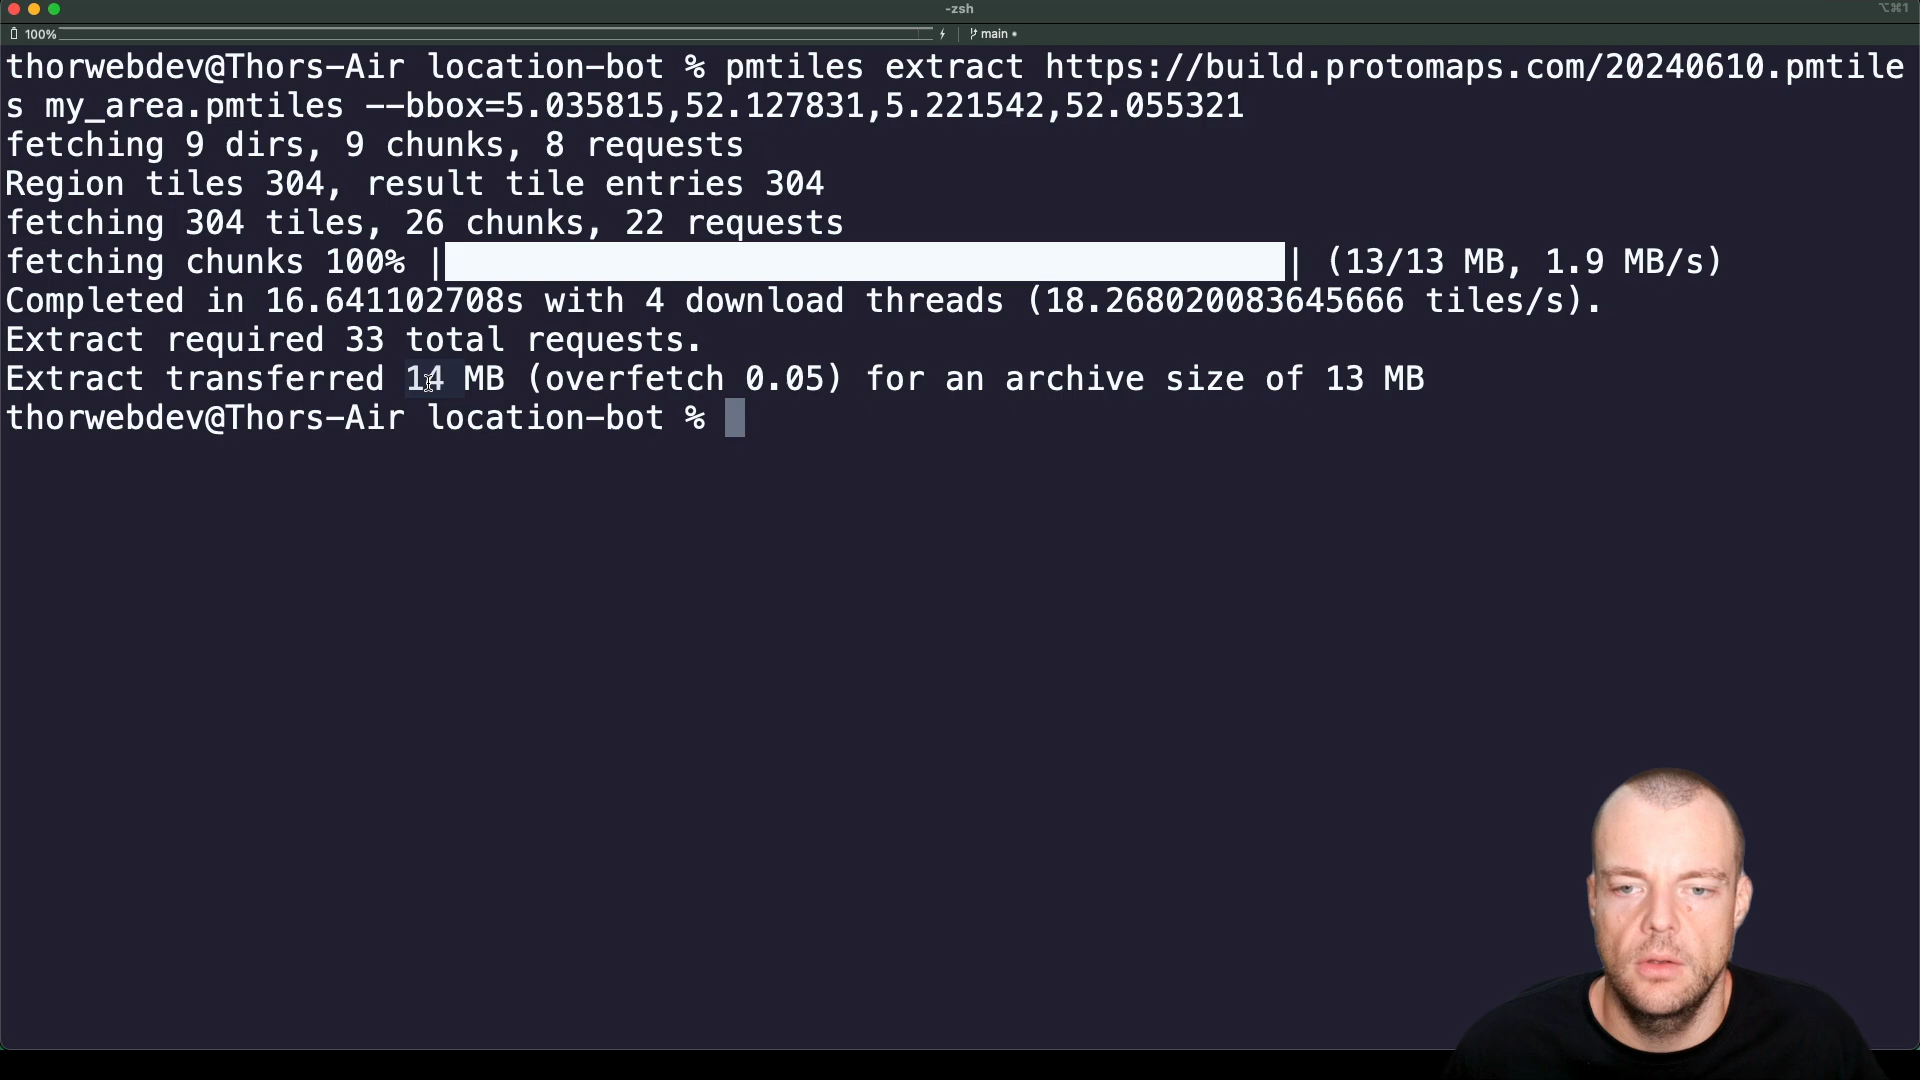 -zsh
⌥⌘1
100%
main •
thorwebdev@Thors-Air location-bot % pmtiles extract https://build.protomaps.com/20240610.pmtile
s my_area.pmtiles --bbox=5.035815,52.127831,5.221542,52.055321
fetching 9 dirs, 9 chunks, 8 requests
Region tiles 304, result tile entries 304
fetching 304 tiles, 26 chunks, 22 requests
fetching chunks 100% | | (13/13 MB, 1.9 MB/s)
Completed in 16.641102708s with 4 download threads (18.268020083645666 tiles/s).
Extract required 33 total requests.
Extract transferred 14 MB (overfetch 0.05) for an archive size of 13 MB
thorwebdev@Thors-Air location-bot %